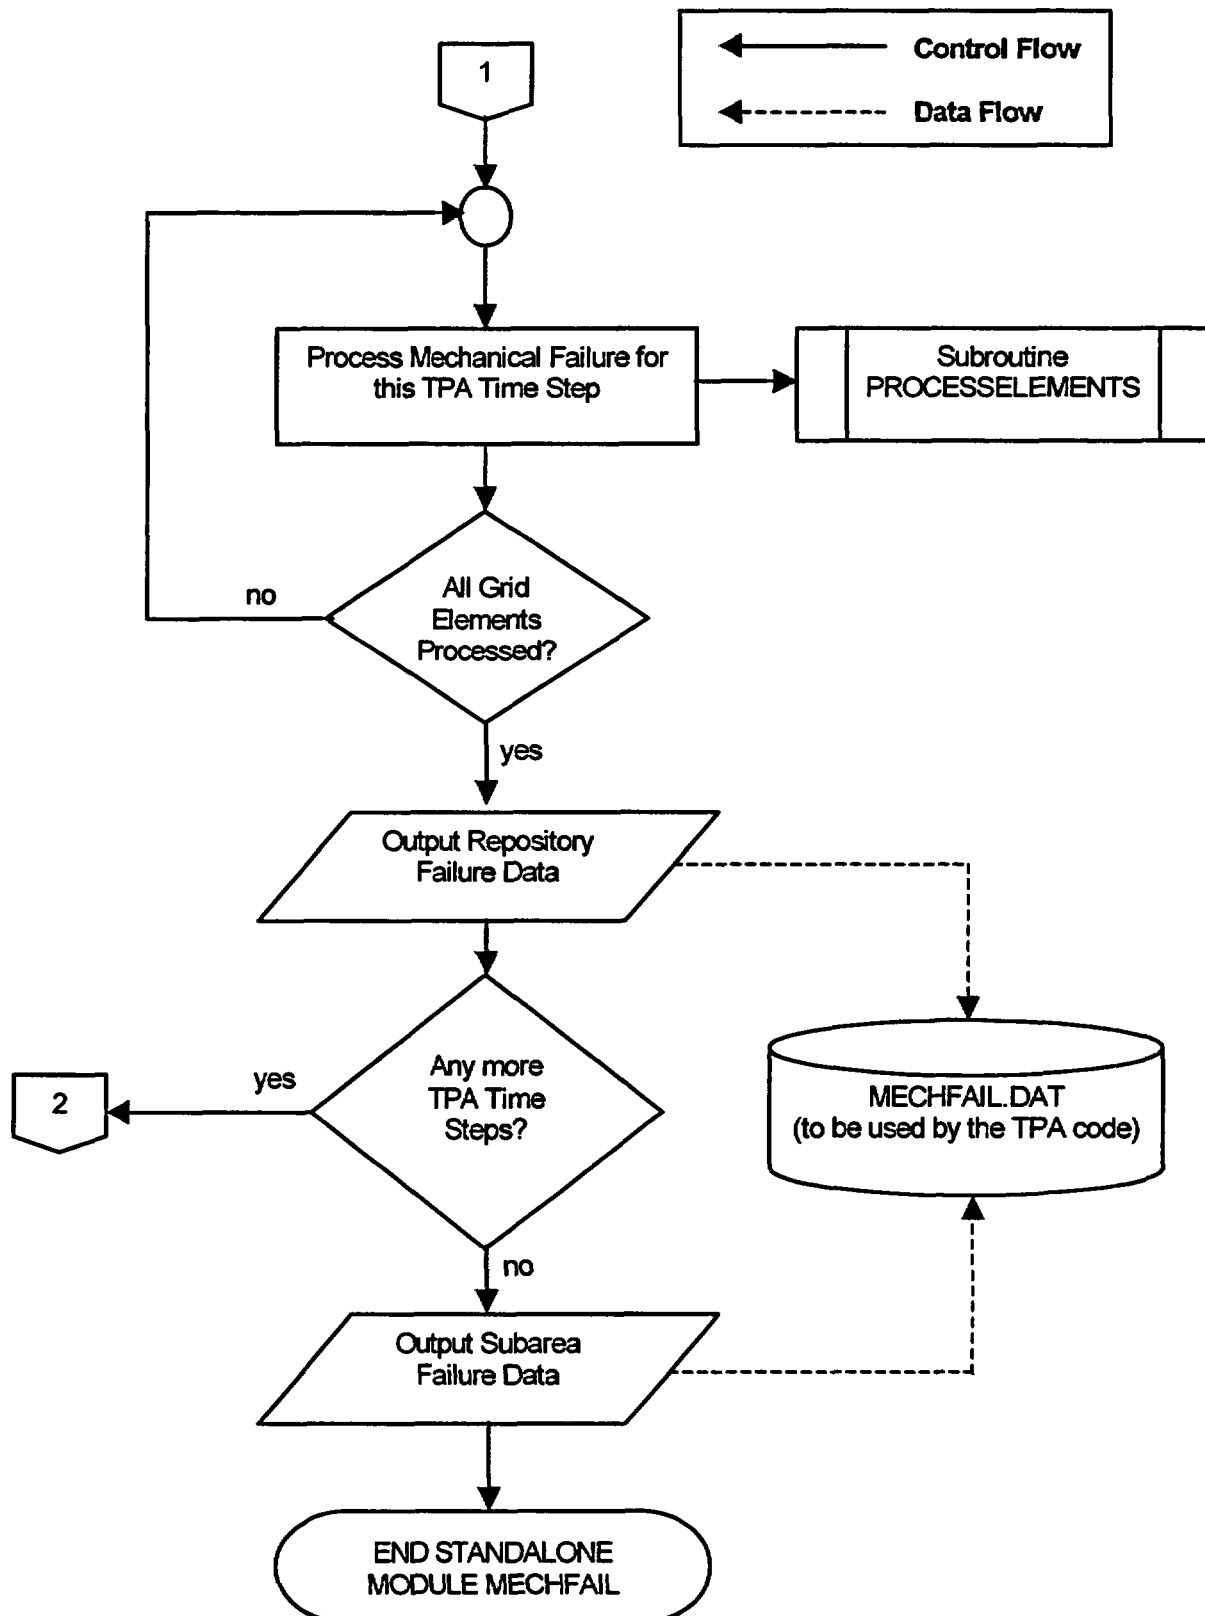 1
Control Flow
Data Flow
Process Mechanical Failure for
this TPA Time Step
Subroutine
PROCESSELEMENTS
All Grid
Elements
Processed?
no
yes
Output Repository
Failure Data
Any more
TPA Time
Steps?
yes
2
MECHFAIL.DAT
(to be used by the TPA code)
no
Output Subarea
Failure Data
END STANDALONE
MODULE MECHFAIL